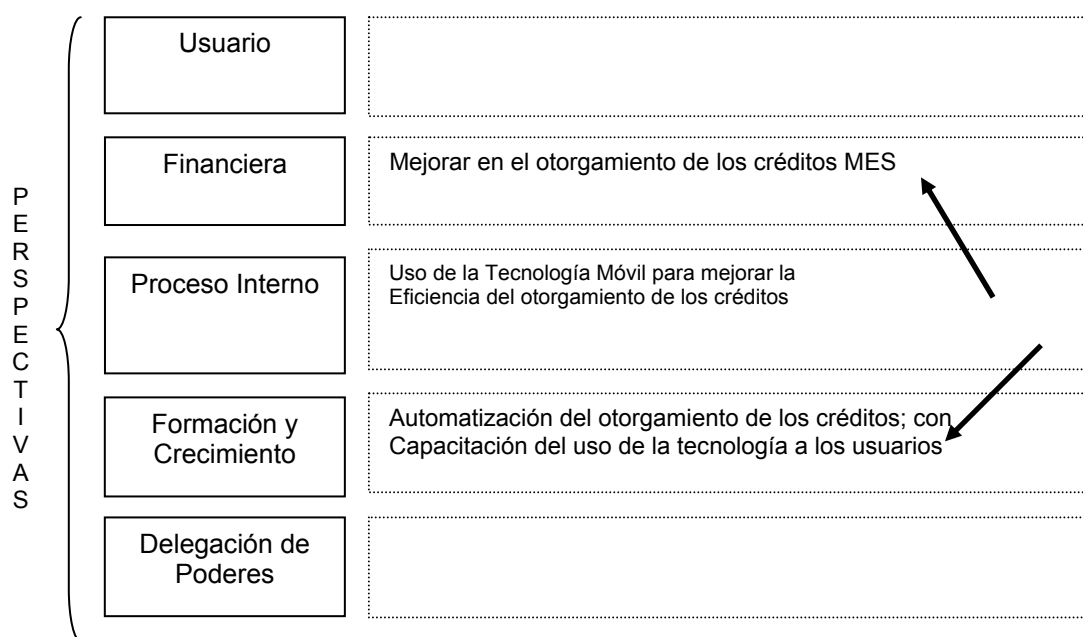 PERSPECTIVAS
Usuario
Financiera
Mejorar en el otorgamiento de los créditos MES
Proceso Interno
Uso de la Tecnología Móvil para mejorar la
Eficiencia del otorgamiento de los créditos
Formación y
Crecimiento
Automatización del otorgamiento de los créditos; con
Capacitación del uso de la tecnología a los usuarios
Delegación de
Poderes